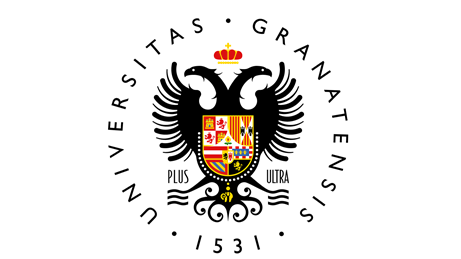 UNIVERSITAS · GRANATENSIS
· 1531 ·
PLUS ULTRA